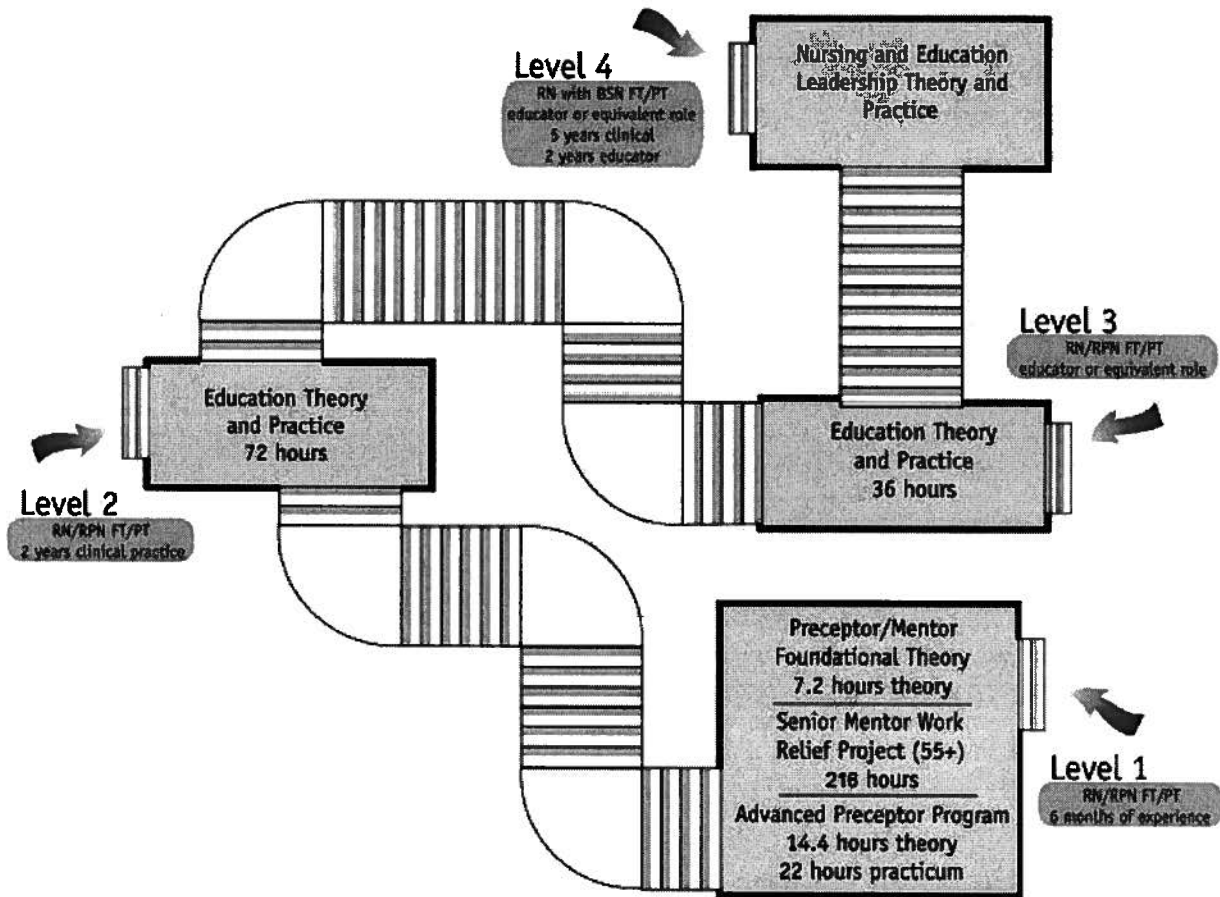 Level 4
RN with BSN FT/PT
educator or equivalent role
5 years clinical
2 years educator
Nursing and Education
Leadership Theory and
Practice
Level 3
RN/RPN FT/PT
educator or equivalent role
Education Theory
and Practice
36 hours
Education Theory
and Practice
72 hours
Level 2
RN/RPN FT/PT
2 years clinical practice
Preceptor/Mentor
Foundational Theory
7.2 hours theory
Senior Mentor Work
Relief Project (55+)
216 hours
Advanced Preceptor Program
14.4 hours theory
22 hours practicum
Level 1
RN/RPN FT/PT
6 months of experience